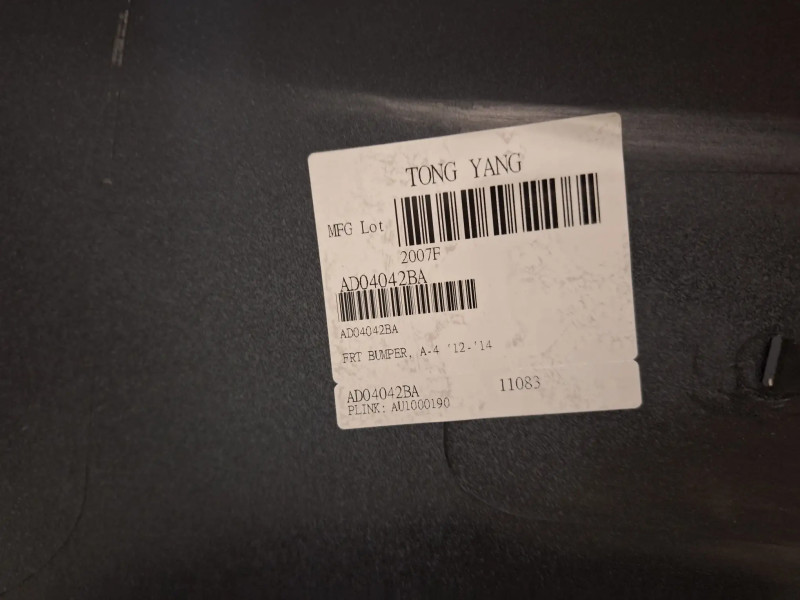 TONG YANG
MFG Lot
2007F
AD04042BA
AD04042BA
FRT BUMPER, A-4 '12-'14
AD04042BA 11083
PLINK: AU1000190